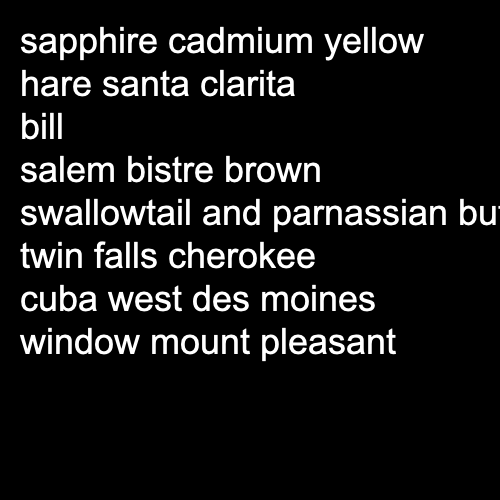 sapphire cadmium yellow
hare santa clarita
bill
salem bistre brown
swallowtail and parnassian
twin falls cherokee
cuba west des moines
window mount pleasant